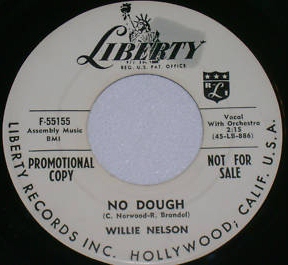 LIBERTY
REG. U.S. PAT. OFFICE
F-55155
Assembly Music
BMI
L R
Vocal
With Orchestra
2:15
(45-LB-886)
PROMOTIONAL
COPY
NOT FOR
SALE
NO DOUGH
(C. Norwood-R. Brandel)
WILLIE NELSON
LIBERTY RECORDS INC. HOLLYWOOD; CALIF. U.S.A.